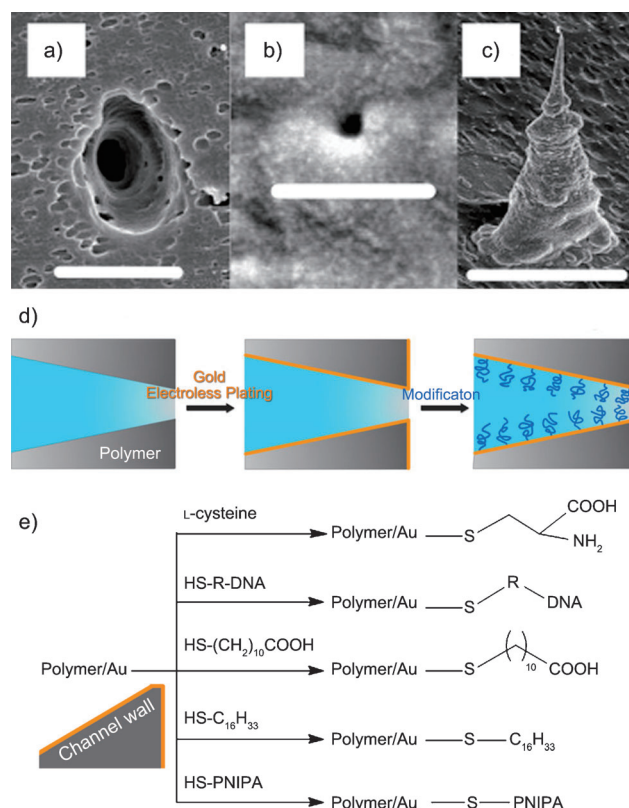 a)
b)
c)
d)
Gold
Electroless Plating
Modificaton
Polymer
e)
L-cysteine
Polymer/Au — S
COOH
NH2
HS-R-DNA
Polymer/Au — S
R
DNA
HS-(CH2)10COOH
Polymer/Au — S
( )10
COOH
Polymer/Au
Channel wall
HS-C16H33
Polymer/Au — S — C16H33
HS-PNIPA
Polymer/Au — S — PNIPA